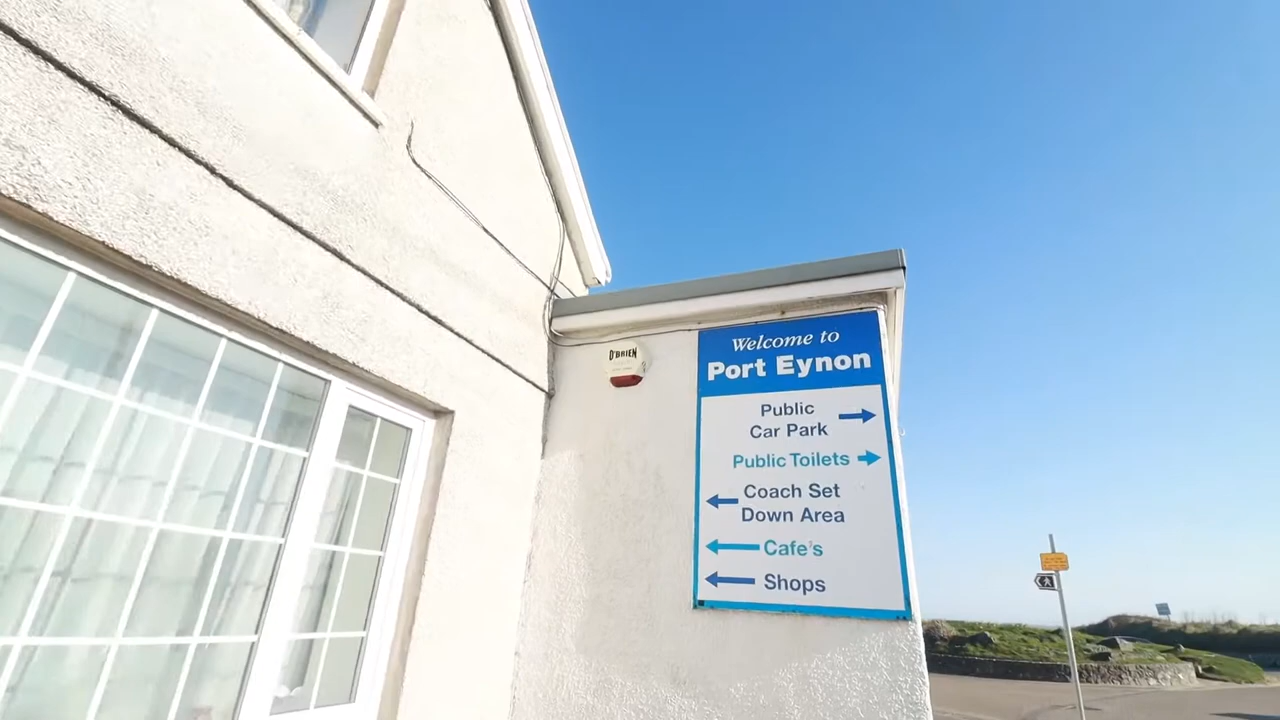 O'BRIEN
Welcome to
Port Eynon
Public
Car Park
Public Toilets
Coach Set
Down Area
Cafe's
Shops